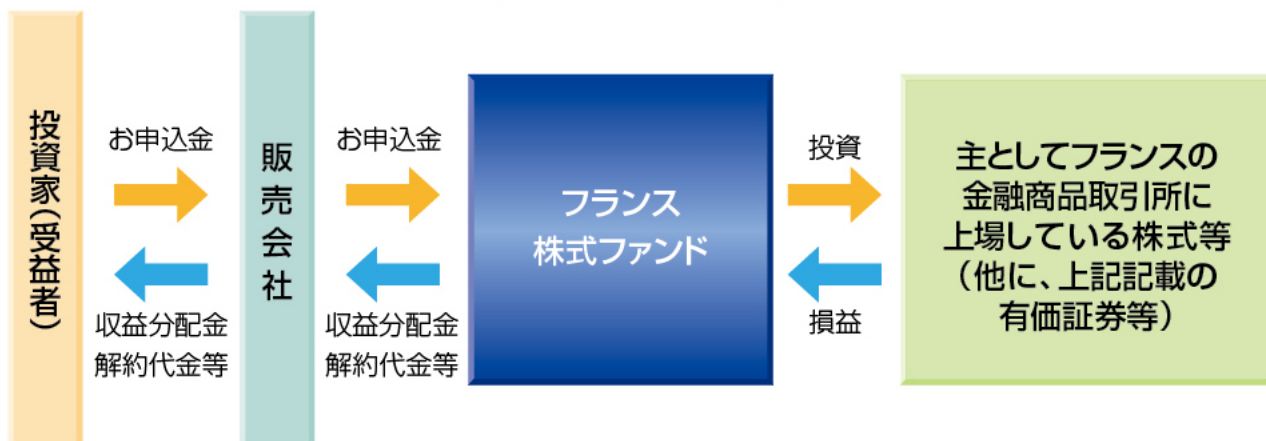 投資家(受益者)
お申込金
収益分配金
解約代金等
販売会社
お申込金
収益分配金
解約代金等
フランス
株式ファンド
投資
損益
主としてフランスの
金融商品取引所に
上場している株式等
(他に、上記記載の
有価証券等)